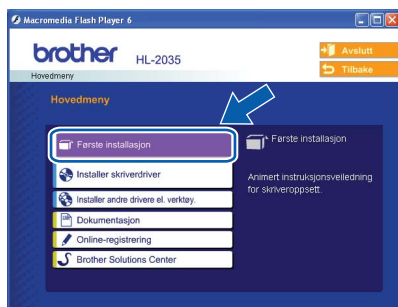 Macromedia Flash Player 6
brother
HL-2035
Avslutt
Tilbake
Hovedmeny
Hovedmeny
Første installasjon
Installer skriverdriver
Installer andre drivere el. verktøy.
Dokumentasjon
Online-registrering
Brother Solutions Center
Første installasjon
Animert instruksjonsveiledning
for skriveroppsett.